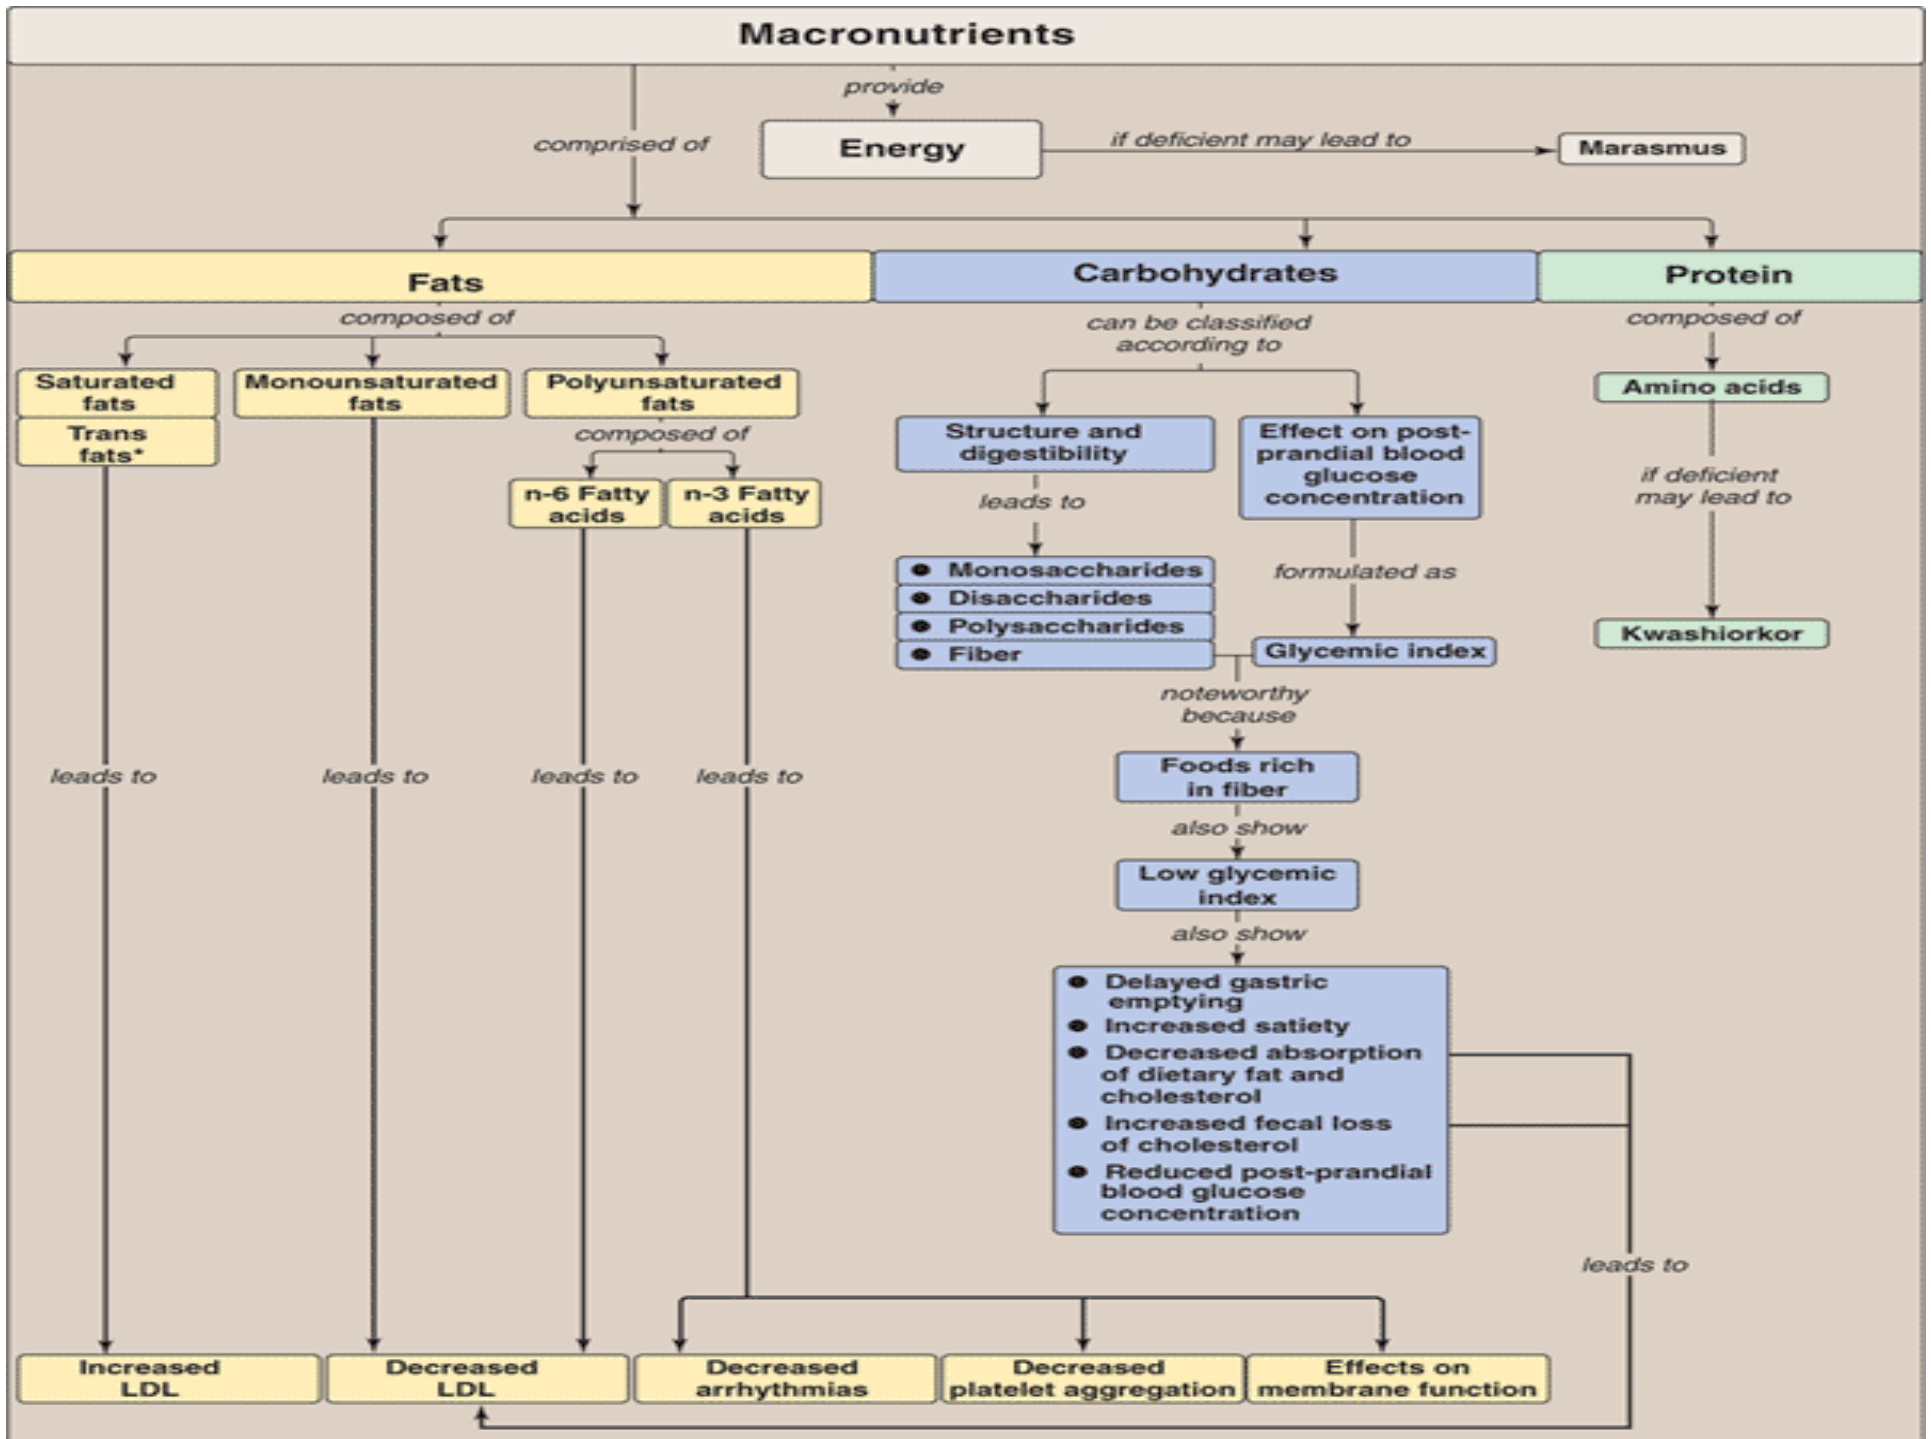 Macronutrients
provide
comprised of
Energy
if deficient may lead to
Marasmus
Fats
Carbohydrates
Protein
composed of
can be classified
according to
composed of
Saturated
fats
Trans
fats*
Monounsaturated
fats
Polyunsaturated
fats
composed of
n-6 Fatty
acids
n-3 Fatty
acids
Structure and
digestibility
leads to
Effect on post-
prandial blood
glucose
concentration
Amino acids
if deficient
may lead to
● Monosaccharides
● Disaccharides
● Polysaccharides
● Fiber
formulated as
Glycemic index
Kwashiorkor
noteworthy
because
Foods rich
in fiber
also show
Low glycemic
index
also show
● Delayed gastric
emptying
● Increased satiety
● Decreased absorption
of dietary fat and
cholesterol
● Increased fecal loss
of cholesterol
● Reduced post-prandial
blood glucose
concentration
leads to
leads to
leads to
leads to
leads to
Increased
LDL
Decreased
LDL
Decreased
arrhythmias
Decreased
platelet aggregation
Effects on
membrane function